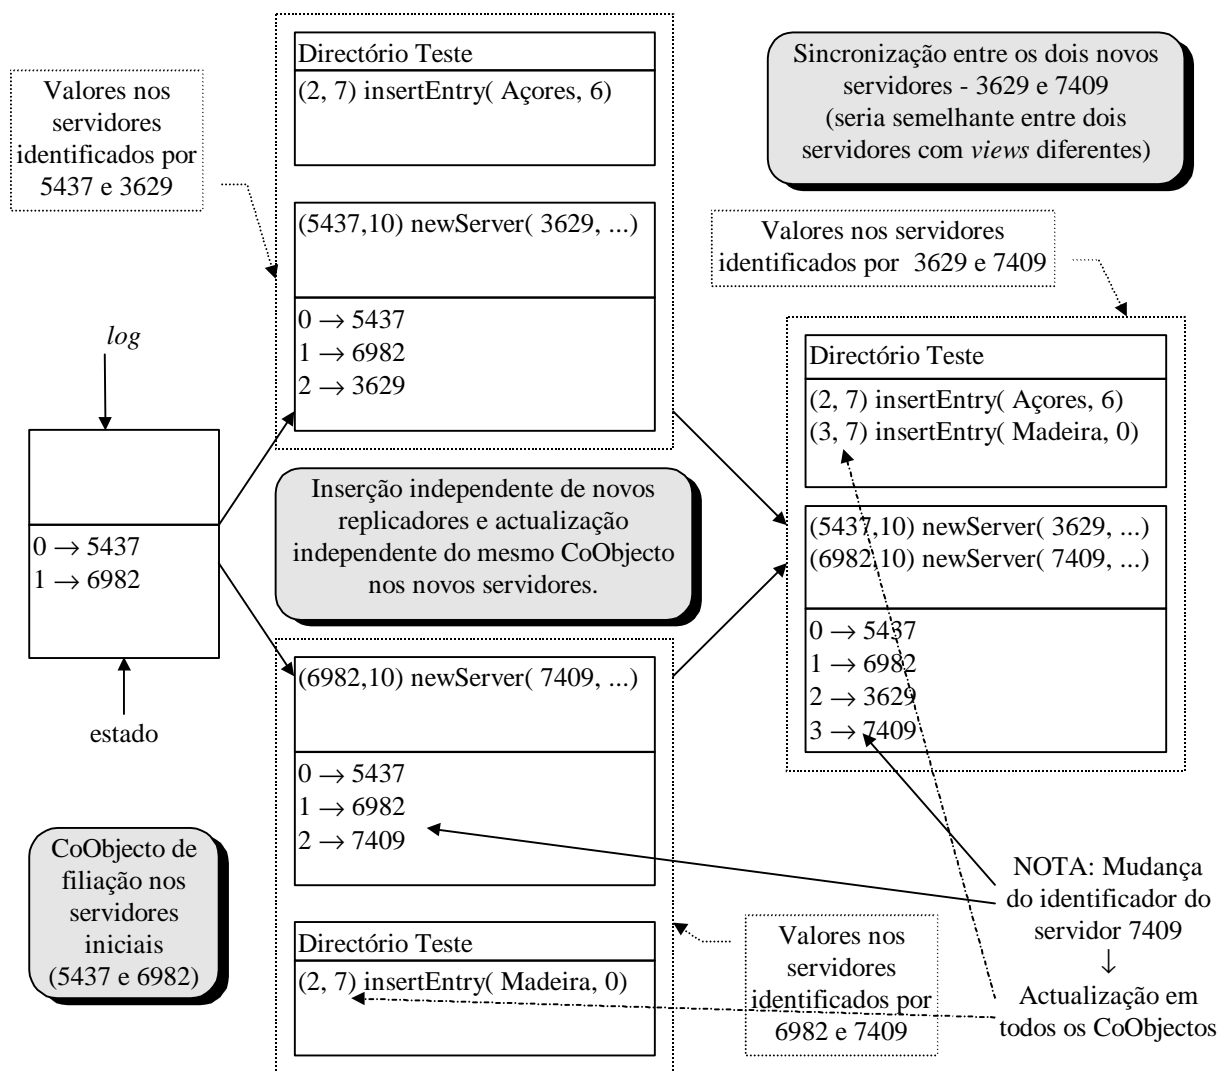 Directório Teste
(2, 7) insertEntry( Açores, 6)
Valores nos
servidores
identificados por
5437 e 3629
Sincronização entre os dois novos
servidores - 3629 e 7409
(seria semelhante entre dois
servidores com views diferentes)
(5437,10) newServer( 3629, ...)
0 → 5437
1 → 6982
2 → 3629
Valores nos servidores
identificados por 3629 e 7409
log
0 → 5437
1 → 6982
estado
Inserção independente de novos
replicadores e actualização
independente do mesmo CoObjecto
nos novos servidores.
Directório Teste
(2, 7) insertEntry( Açores, 6)
(3, 7) insertEntry( Madeira, 0)
(5437,10) newServer( 3629, ...)
(6982,10) newServer( 7409, ...)
0 → 5437
1 → 6982
2 → 3629
3 → 7409
(6982,10) newServer( 7409, ...)
0 → 5437
1 → 6982
2 → 7409
CoObjecto de
filiação nos
servidores
iniciais
(5437 e 6982)
Directório Teste
(2, 7) insertEntry( Madeira, 0)
Valores nos
servidores
identificados por
6982 e 7409
NOTA: Mudança
do identificador do
servidor 7409
↓
Actualização em
todos os CoObjectos